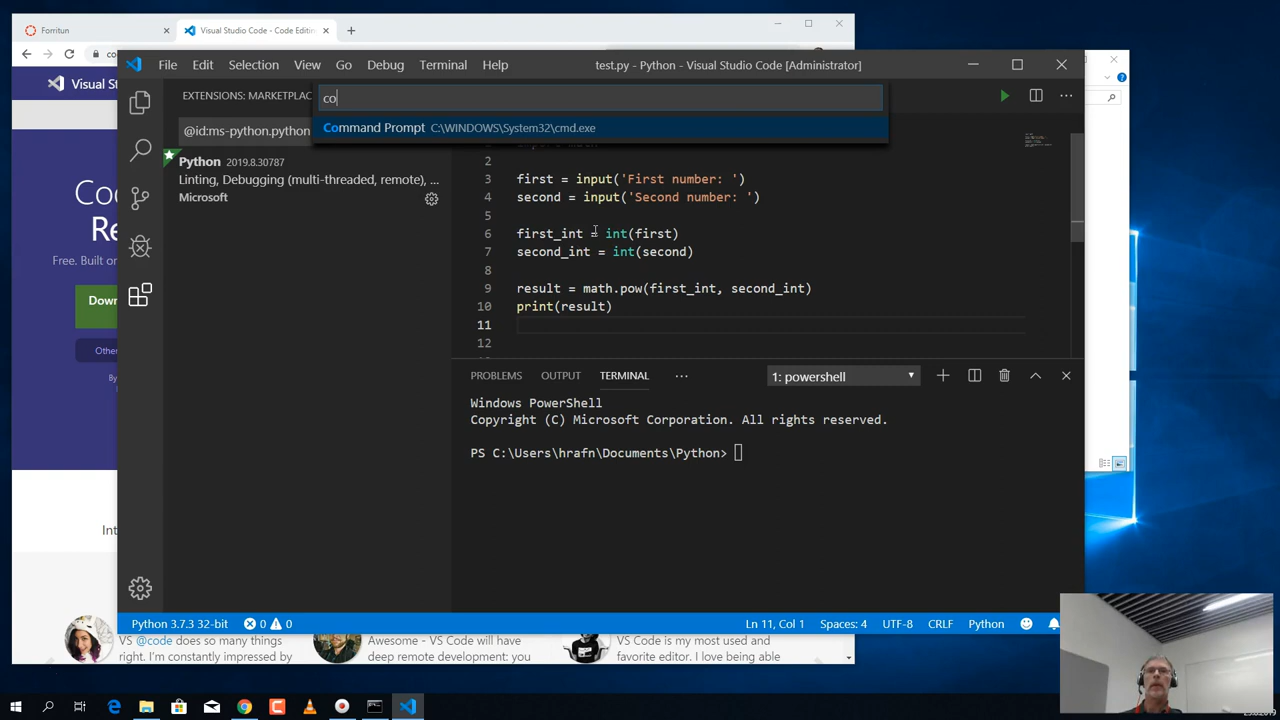 Forritun
Visual Studio Code - Code Editin
co
Visual S
File Edit Selection View Go Debug Terminal Help
test.py - Python - Visual Studio Code [Administrator]
EXTENSIONS: MARKETPLAC
co
Command Prompt C:\WINDOWS\System32\cmd.exe
@id:ms-python.python
Python 2019.8.30787
Linting, Debugging (multi-threaded, remote), ...
Microsoft
2
3 first = input('First number: ')
4 second = input('Second number: ')
5
6 first_int = int(first)
7 second_int = int(second)
8
9 result = math.pow(first_int, second_int)
10 print(result)
11
12
Co
Re
Free. Built o
Down
Other
By
Int
PROBLEMS OUTPUT TERMINAL ... 1: powershell
Windows PowerShell
Copyright (C) Microsoft Corporation. All rights reserved.
PS C:\Users\hrafn\Documents\Python>
Python 3.7.3 32-bit 0 0 Ln 11, Col 1 Spaces: 4 UTF-8 CRLF Python
VS @code does so many things
right. I'm constantly impressed by
Awesome - VS Code will have
deep remote development: you
VS Code is my most used and
favorite editor. I love being able